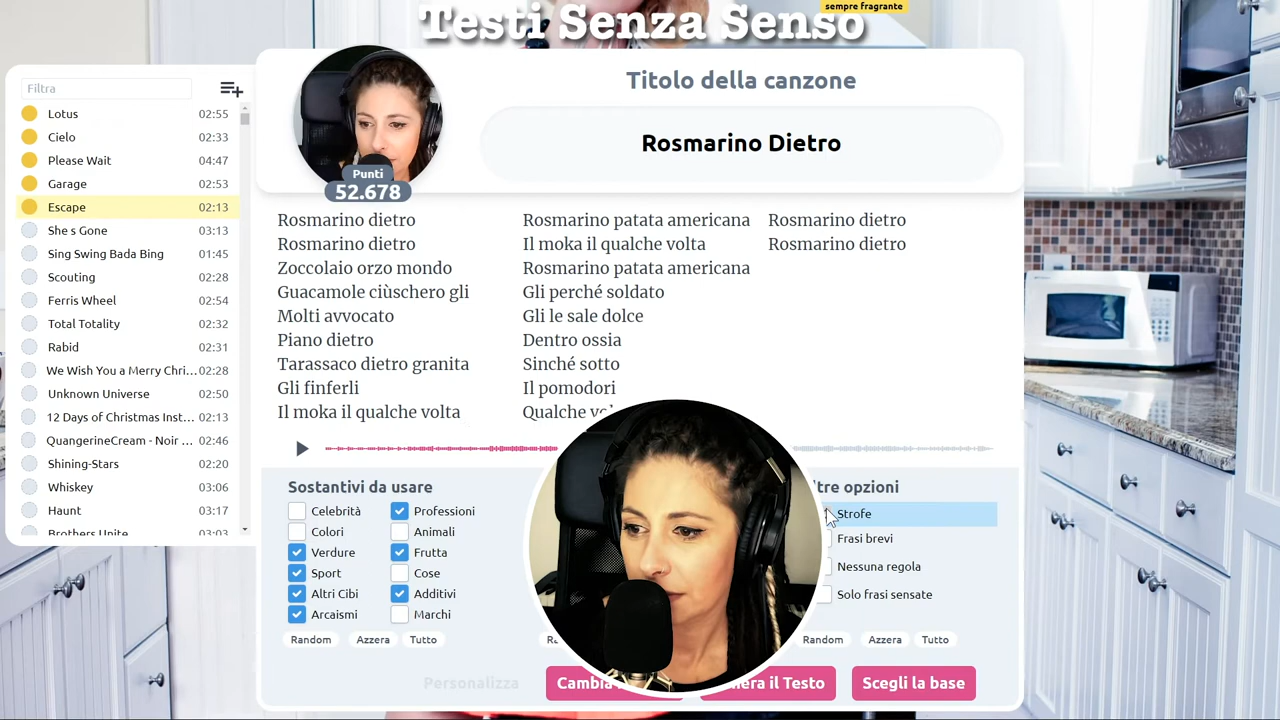 sempre fragrante
Testi Senza Senso
Filtra
Lotus 02:55
Cielo 02:33
Please Wait 04:47
Garage 02:53
Escape 02:13
She s Gone 03:13
Sing Swing Bada Bing 01:45
Scouting 02:28
Ferris Wheel 02:54
Total Totality 02:32
Rabid 02:31
We Wish You a Merry Chri... 02:28
Unknown Universe 02:50
12 Days of Christmas Inst... 02:13
QuangerineCream - Noir ... 02:46
Shining-Stars 02:20
Whiskey 03:06
Haunt 03:17
Brothers Unite 03:03
Titolo della canzone
Rosmarino Dietro
Punti
52.678
Rosmarino dietro
Rosmarino dietro
Zoccolaio orzo mondo
Guacamole ciùschero gli
Molti avvocato
Piano dietro
Tarassaco dietro granita
Gli finferli
Il moka il qualche volta
Rosmarino patata americana
Il moka il qualche volta
Rosmarino patata americana
Gli perché soldato
Gli le sale dolce
Dentro ossia
Sinché sotto
Il pomodori
Qualche
Rosmarino dietro
Rosmarino dietro
Sostantivi da usare
Celebrità Professioni
Colori Animali
Verdure Frutta
Sport Cose
Altri Cibi Additivi
Arcaismi Marchi
Random Azzera Tutto
tre opzioni
Strofe
Frasi brevi
Nessuna regola
Solo frasi sensate
Random Azzera Tutto
Personalizza
Cambia
era il Testo
Scegli la base